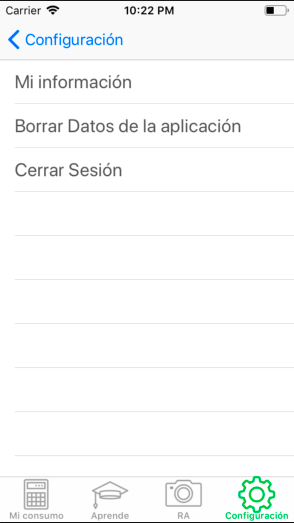 Carrier 10:22 PM
Configuración
Mi información
Borrar Datos de la aplicación
Cerrar Sesión
Mi consumo Aprende RA Configuración